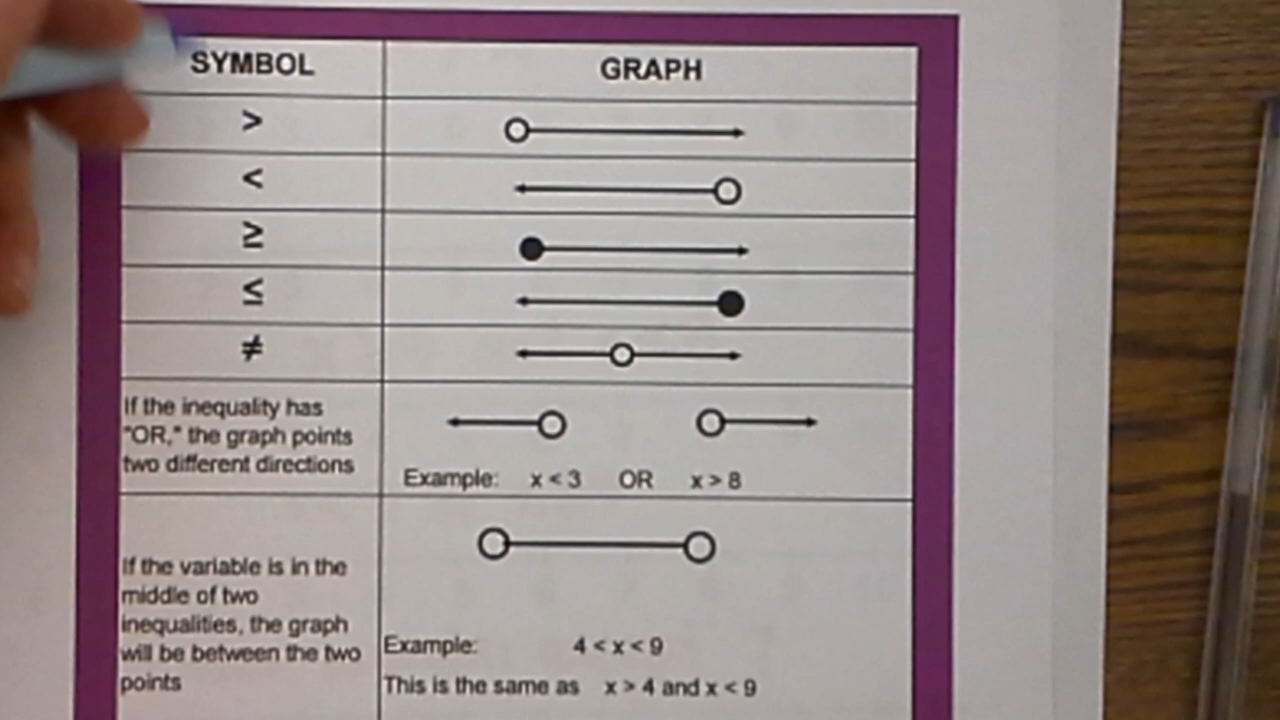 SYMBOL GRAPH
>
<
≥
≤
≠
If the inequality has
"OR," the graph points
two different directions
Example: x < 3 OR x > 8
If the variable is in the
middle of two
inequalities, the graph
will be between the two
points
Example: 4 < x < 9
This is the same as x > 4 and x < 9